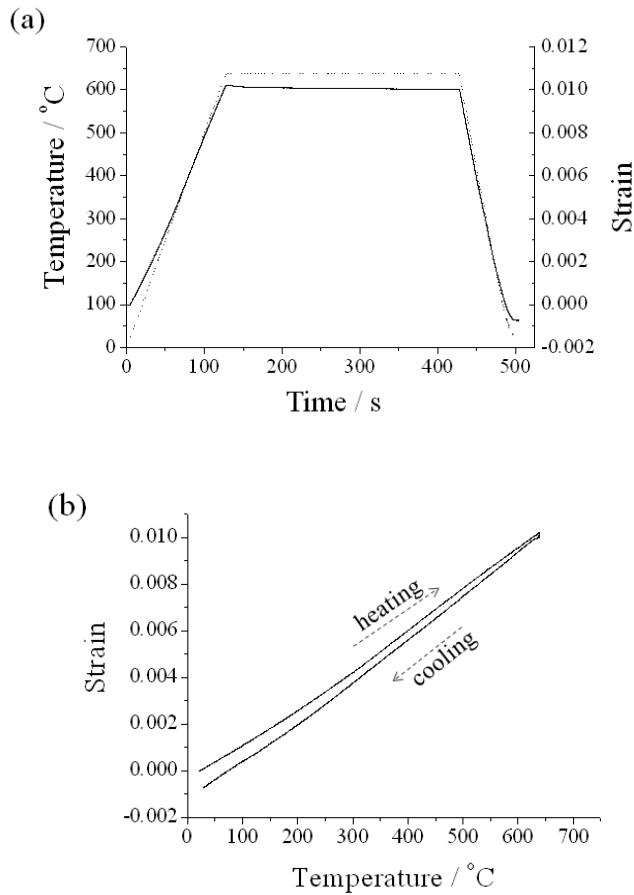 (a)
700
600
500
400
300
200
100
0
Temperature / °C
0.012
0.010
0.008
0.006
0.004
0.002
0.000
-0.002
Strain
0 100 200 300 400 500
Time / s
(b)
0.010
0.008
0.006
0.004
0.002
0.000
-0.002
Strain
heating
cooling
0 100 200 300 400 500 600 700
Temperature / °C